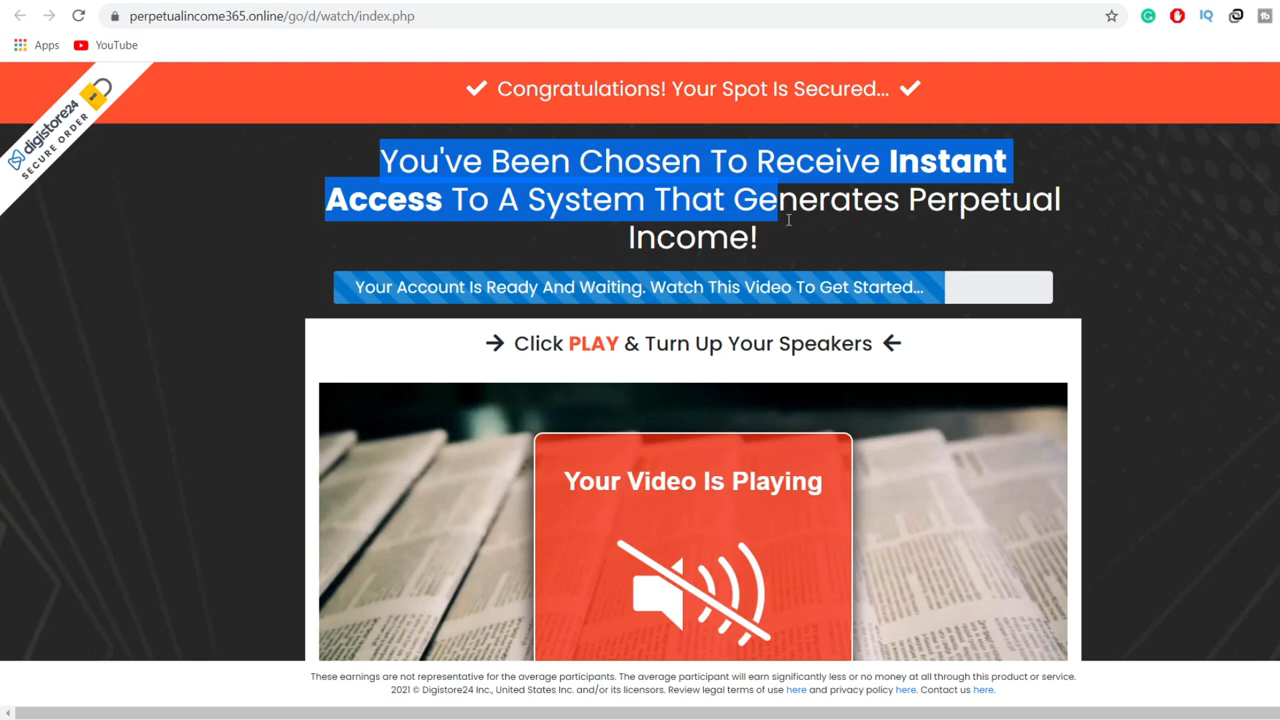 perpetualincome365.online/go/d/watch/index.php
Apps YouTube
digistore24
SECURE ORDER
Congratulations! Your Spot Is Secured...
You've Been Chosen To Receive Instant
Access To A System That Generates Perpetual
Income!
Your Account Is Ready And Waiting. Watch This Video To Get Started...
Click PLAY & Turn Up Your Speakers
Your Video Is Playing
These earnings are not representative for the average participants. The average participant will earn significantly less or no money at all through this product or service.
2021 © Digistore24 Inc., United States Inc. and/or its licensors. Review legal terms of use here and privacy policy here. Contact us here.